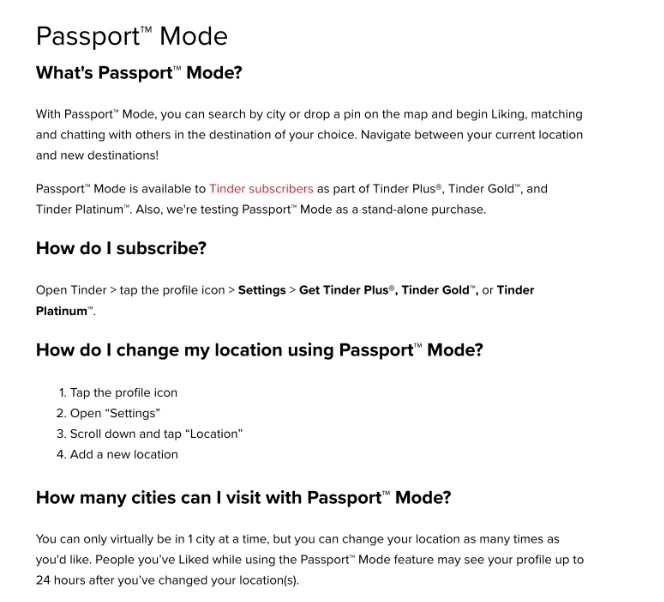 Passport™ Mode
What's Passport™ Mode?
With Passport™ Mode, you can search by city or drop a pin on the map and begin Liking, matching
and chatting with others in the destination of your choice. Navigate between your current location
and new destinations!
Passport™ Mode is available to Tinder subscribers as part of Tinder Plus®, Tinder Gold™, and
Tinder Platinum™. Also, we're testing Passport™ Mode as a stand-alone purchase.
How do I subscribe?
Open Tinder > tap the profile icon > Settings > Get Tinder Plus®, Tinder Gold™, or Tinder
Platinum™.
How do I change my location using Passport™ Mode?
1. Tap the profile icon
2. Open “Settings”
3. Scroll down and tap “Location”
4. Add a new location
How many cities can I visit with Passport™ Mode?
You can only virtually be in 1 city at a time, but you can change your location as many times as
you'd like. People you’ve Liked while using the Passport™ Mode feature may see your profile up to
24 hours after you’ve changed your location(s).